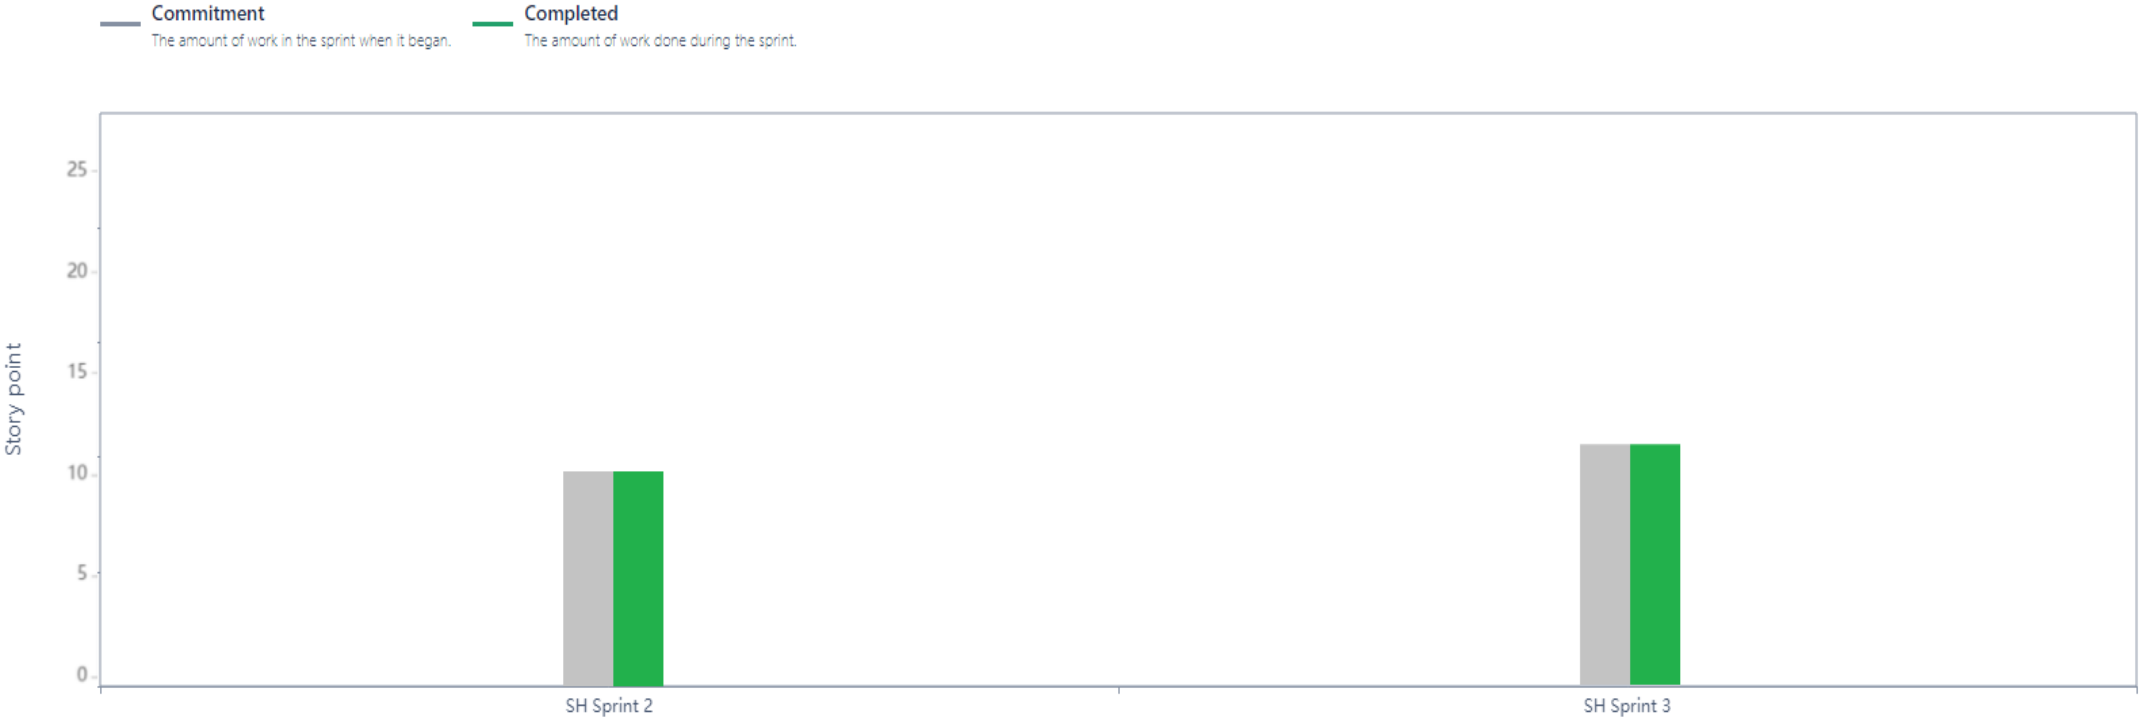 Commitment
The amount of work in the sprint when it began.
Completed
The amount of work done during the sprint.
Story point
25
20
15
10
5
0
SH Sprint 2
SH Sprint 3